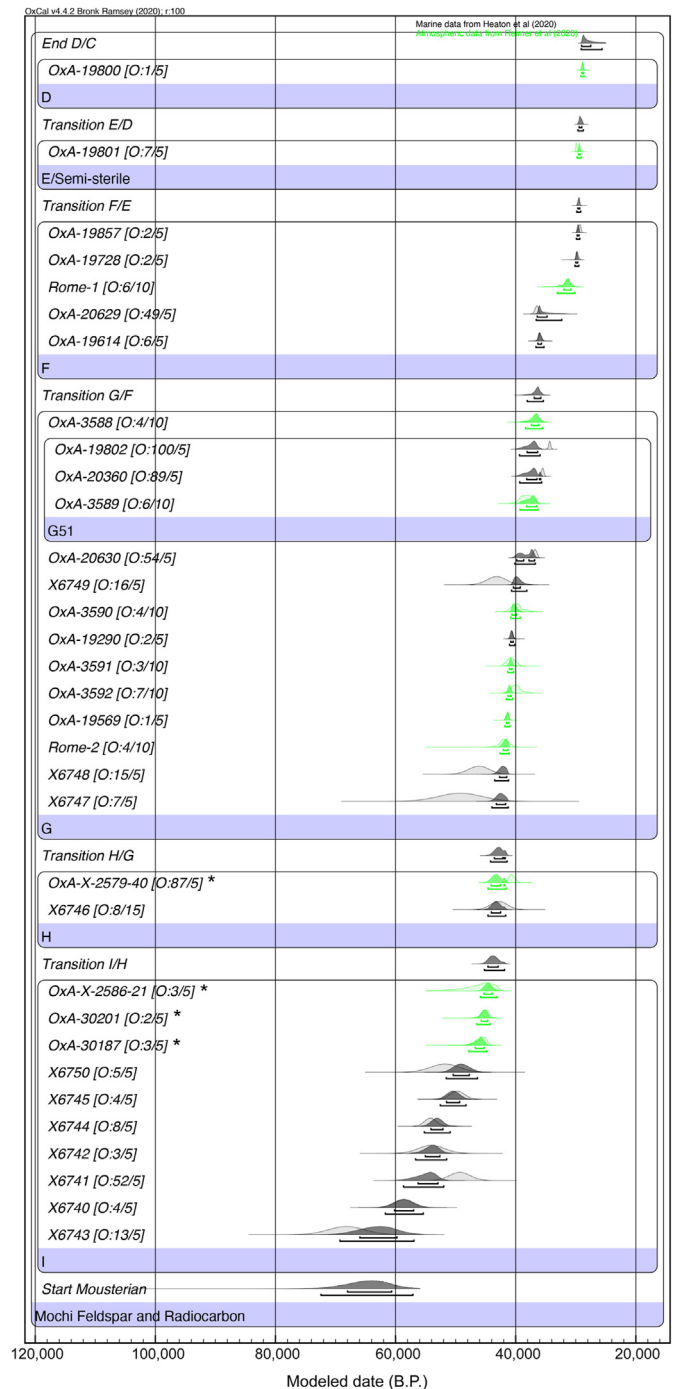 OxCal v4.4.2 Bronk Ramsey (2020); r:100
Marine data from Heaton et al (2020)
Atmospheric data from Reimer et al (2020)
End D/C
OxA-19800 [O:1/5]
D
Transition E/D
OxA-19801 [O:7/5]
E/Semi-sterile
Transition F/E
OxA-19857 [O:2/5]
OxA-19728 [O:2/5]
Rome-1 [O:6/10]
OxA-20629 [O:49/5]
OxA-19614 [O:6/5]
F
Transition G/F
OxA-3588 [O:4/10]
OxA-19802 [O:100/5]
OxA-20360 [O:89/5]
OxA-3589 [O:6/10]
G51
OxA-20630 [O:54/5]
X6749 [O:16/5]
OxA-3590 [O:4/10]
OxA-19290 [O:2/5]
OxA-3591 [O:3/10]
OxA-3592 [O:7/10]
OxA-19569 [O:1/5]
Rome-2 [O:4/10]
X6748 [O:15/5]
X6747 [O:7/5]
G
Transition H/G
OxA-X-2579-40 [O:87/5] *
X6746 [O:8/15]
H
Transition I/H
OxA-X-2586-21 [O:3/5] *
OxA-30201 [O:2/5] *
OxA-30187 [O:3/5] *
X6750 [O:5/5]
X6745 [O:4/5]
X6744 [O:8/5]
X6742 [O:3/5]
X6741 [O:52/5]
X6740 [O:4/5]
X6743 [O:13/5]
I
Start Mousterian
Mochi Feldspar and Radiocarbon
120,000 100,000 80,000 60,000 40,000 20,000
Modeled date (B.P.)